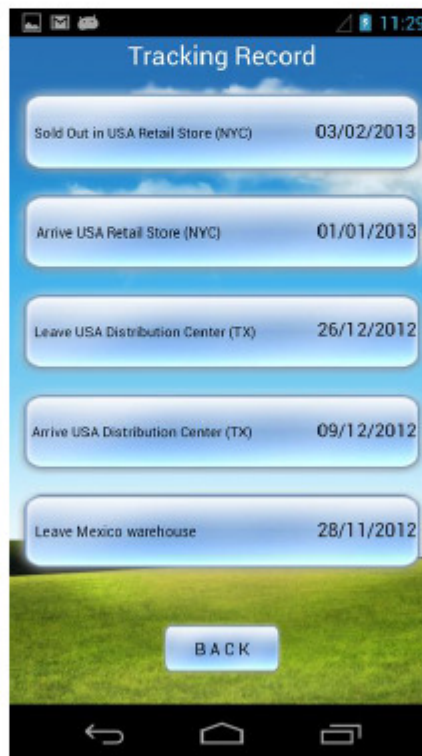 11:29
Tracking Record
Sold Out in USA Retail Store (NYC) 03/02/2013
Arrive USA Retail Store (NYC) 01/01/2013
Leave USA Distribution Center (TX) 26/12/2012
Arrive USA Distribution Center (TX) 09/12/2012
Leave Mexico warehouse 28/11/2012
BACK